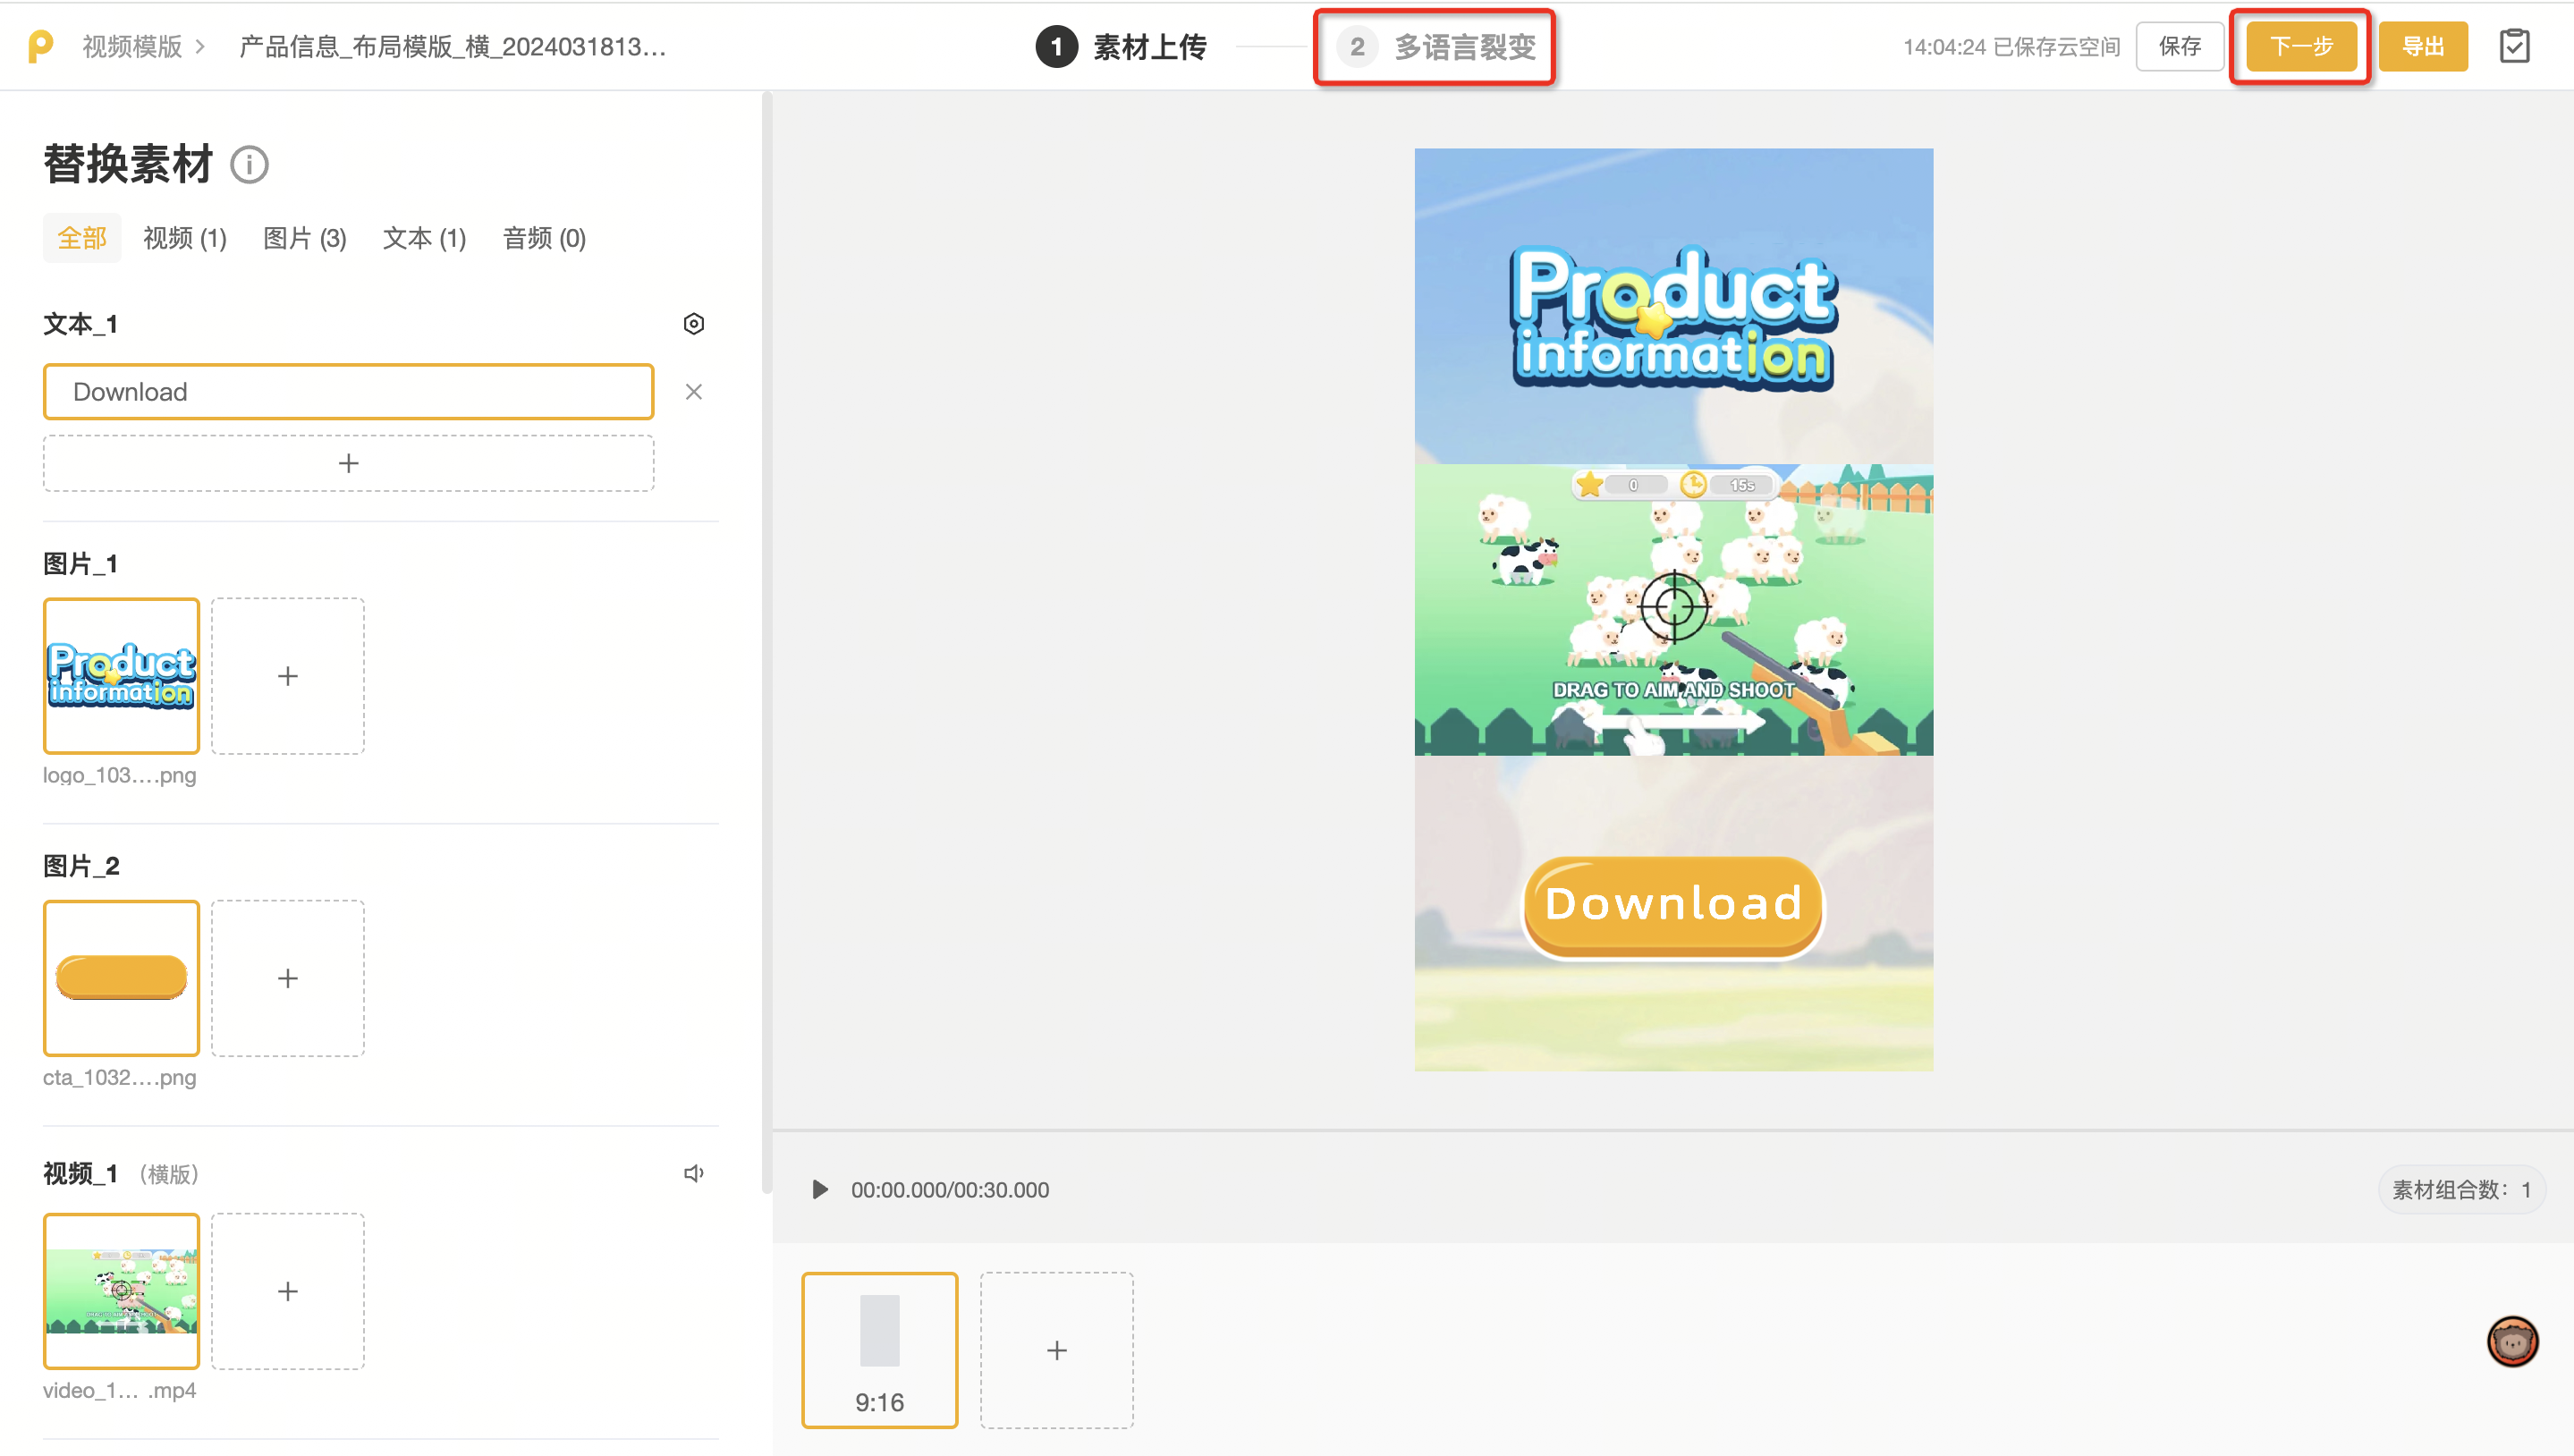 视频模版 > 产品信息_布局模版_横_2024031813...
1 素材上传
2 多语言裂变
14:04:24 已保存云空间
保存
下一步
导出
替换素材
全部 视频 (1) 图片 (3) 文本 (1) 音频 (0)
文本_1
Download
图片_1
Product
information
logo_103....png
图片_2
cta_1032....png
视频_1 (横版)
video_1... .mp4
Product
information
0 15s
DRAG TO AIM AND SHOOT
Download
00:00.000/00:30.000
素材组合数: 1
9:16